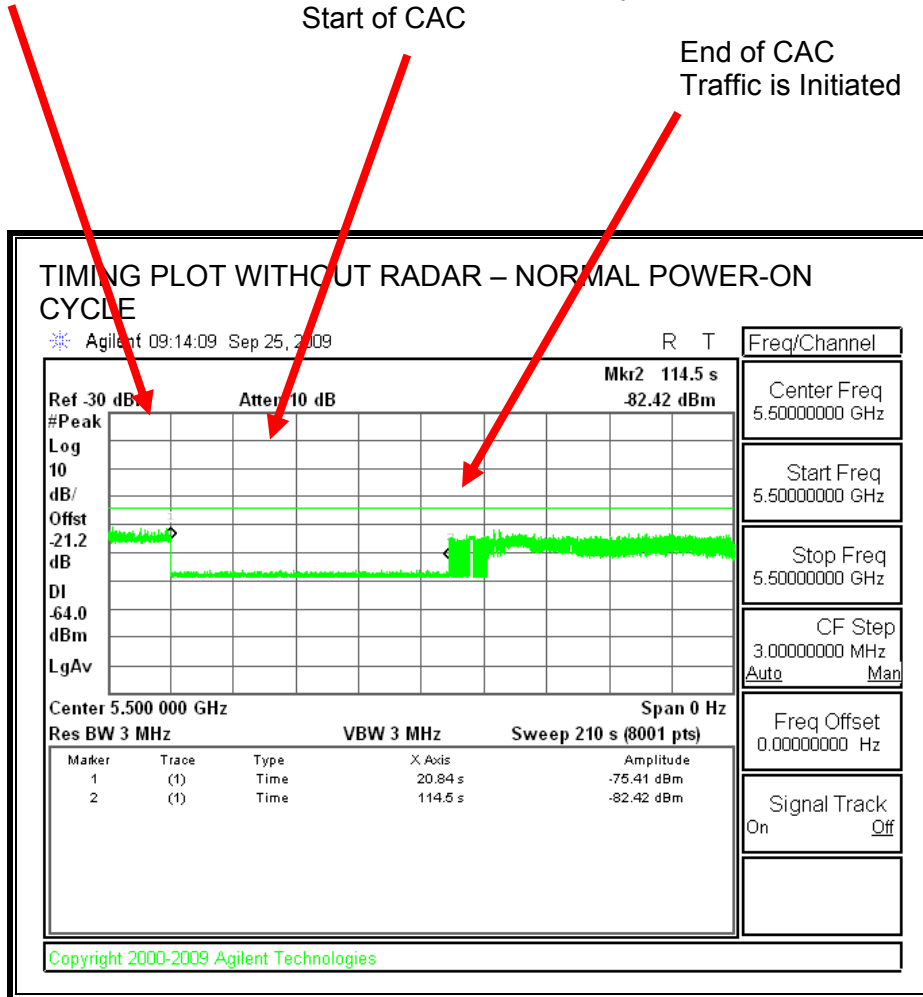 Start of CAC
End of CAC
Traffic is Initiated
TIMING PLOT WITHOUT RADAR – NORMAL POWER-ON
CYCLE
Agilent 09:14:09 Sep 25, 2009
R T
Freq/Channel
Mkr2 114.5 s
Ref -30 Atten 10 dB
-82.42 dBm
#Peak
Log
10
dB/
Offst
-21.2
dB
DI
-64.0
dBm
LgAv
Center 5.500 000 GHz
Span 0 Hz
Res BW 3 MHz
VBW 3 MHz
Sweep 210 s (8001 pts)
Marker Trace Type X Axis Amplitude
1 (1) Time 20.84 s -75.41 dBm
2 (1) Time 114.5 s -82.42 dBm
Center Freq
5.50000000 GHz
Start Freq
5.50000000 GHz
Stop Freq
5.50000000 GHz
CF Step
3.00000000 MHz
Auto Man
Freq Offset
0.00000000 Hz
Signal Track
On Off
Copyright 2000-2009 Agilent Technologies